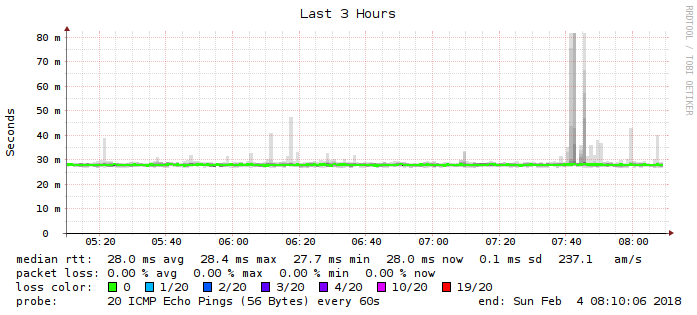 Last 3 Hours
RRDTOOL / TOBI OETIKER
Seconds
80 m
70 m
60 m
50 m
40 m
30 m
20 m
10 m
0
05:20 05:40 06:00 06:20 06:40 07:00 07:20 07:40 08:00
median rtt: 28.0 ms avg 28.4 ms max 27.7 ms min 28.0 ms now 0.1 ms sd 237.1 am/s
packet loss: 0.00 % avg 0.00 % max 0.00 % min 0.00 % now
loss color: 0 1/20 2/20 3/20 4/20 10/20 19/20
probe: 20 ICMP Echo Pings (56 Bytes) every 60s end: Sun Feb 4 08:10:06 2018